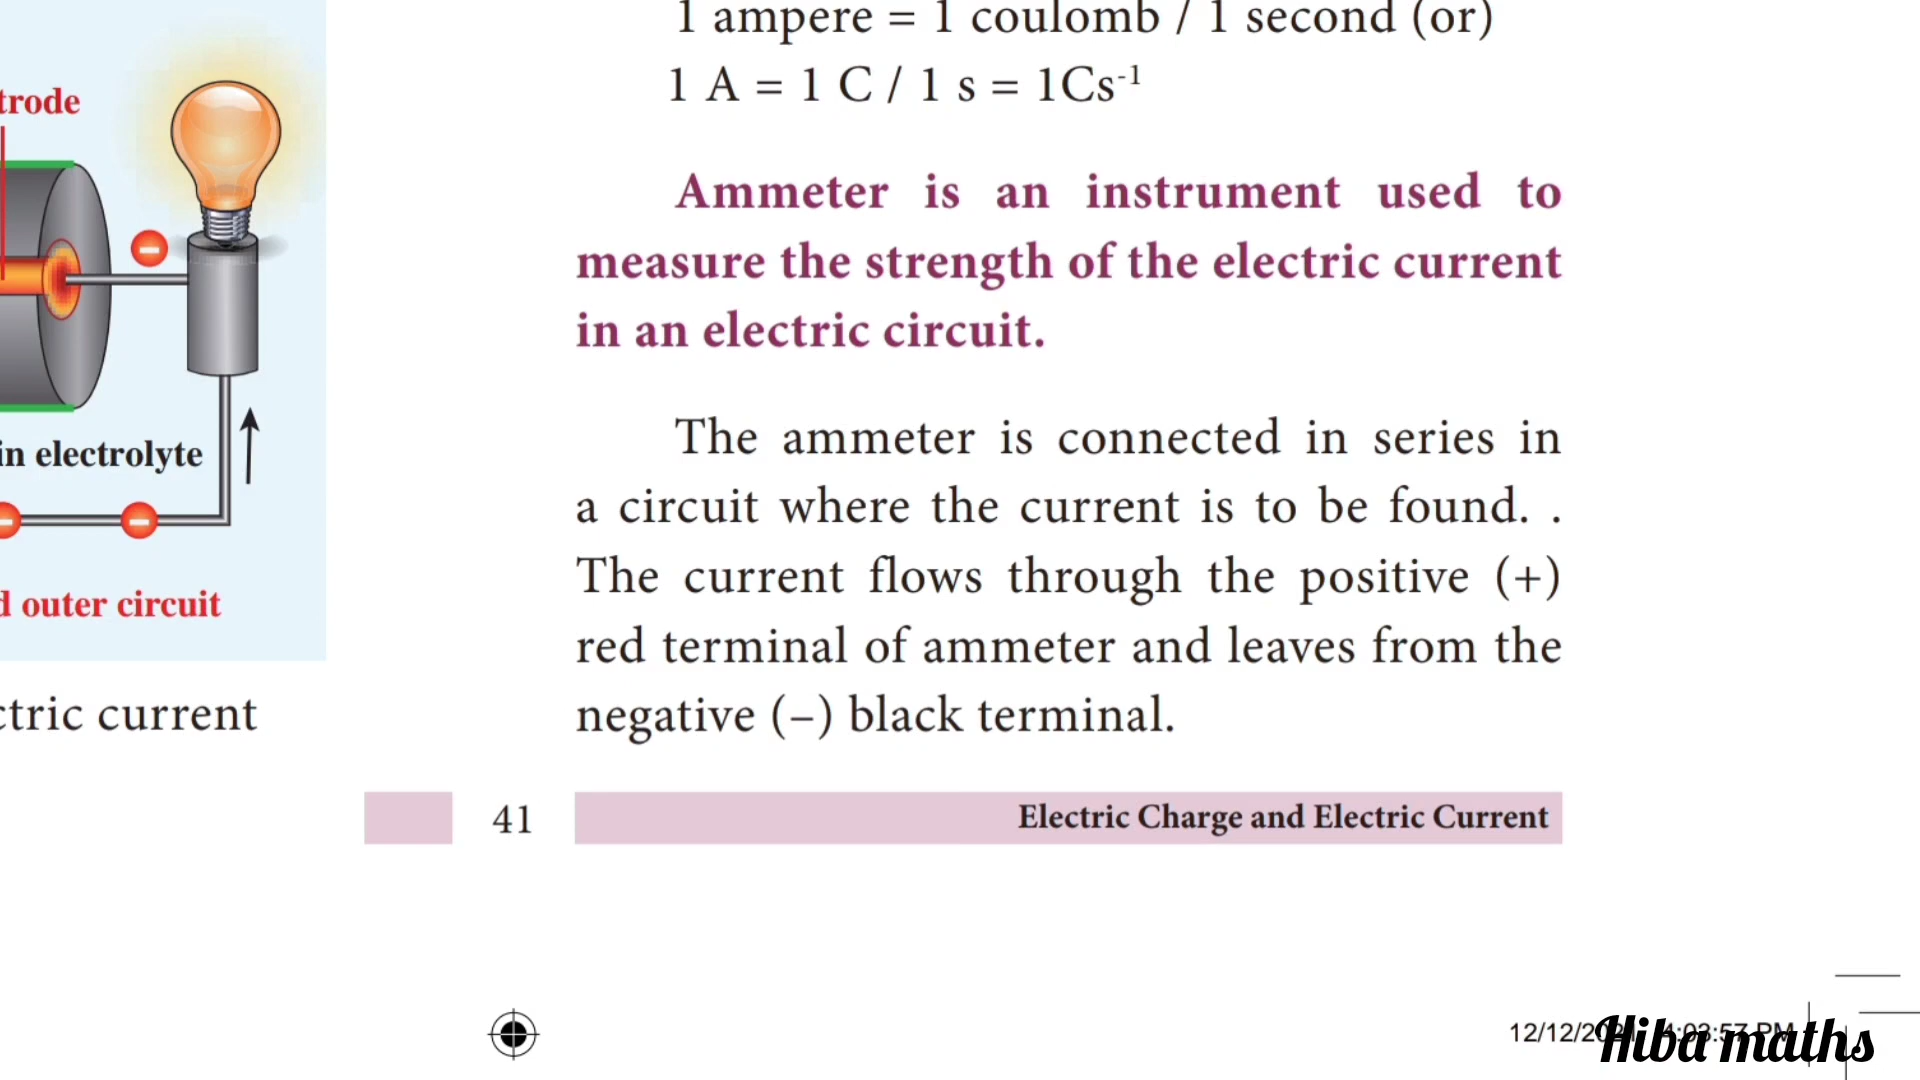 trode
in electrolyte
d outer circuit
ctric current
1 ampere = 1 coulomb / 1 second (or)
1 A = 1 C / 1 s = 1Cs⁻¹
Ammeter is an instrument used to
measure the strength of the electric current
in an electric circuit.
The ammeter is connected in series in
a circuit where the current is to be found. .
The current flows through the positive (+)
red terminal of ammeter and leaves from the
negative (–) black terminal.
41
Electric Charge and Electric Current
Hiba maths